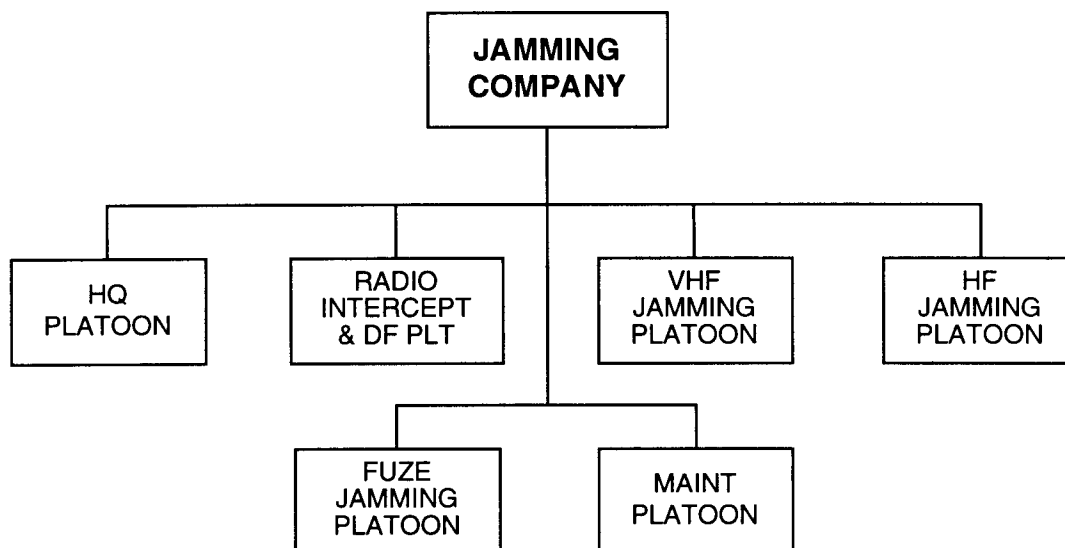 JAMMING
COMPANY
HQ
PLATOON
RADIO
INTERCEPT
& DF PLT
VHF
JAMMING
PLATOON
HF
JAMMING
PLATOON
FUZE
JAMMING
PLATOON
MAINT
PLATOON